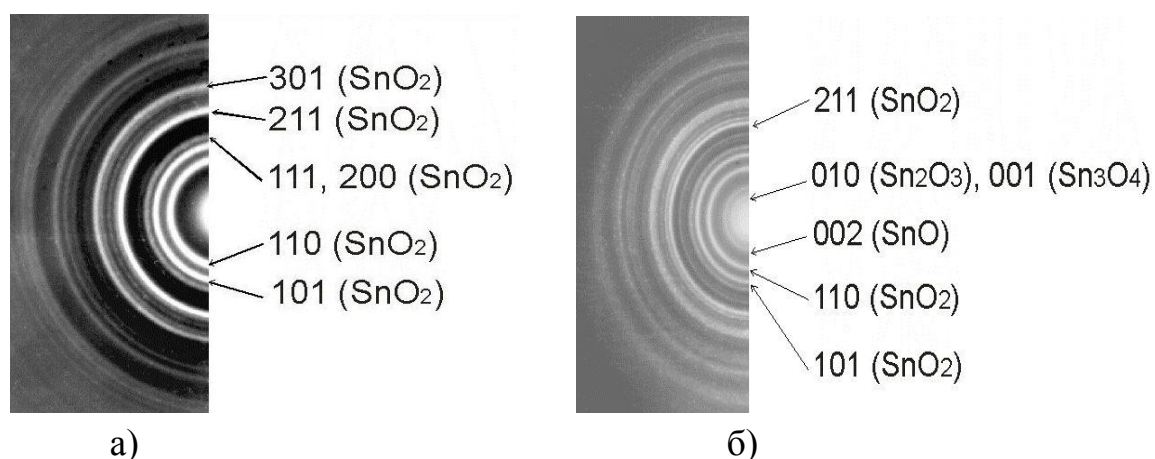 301 (SnO₂)
211 (SnO₂)
111, 200 (SnO₂)
110 (SnO₂)
101 (SnO₂)
а)
211 (SnO₂)
010 (Sn₂O₃), 001 (Sn₃O₄)
002 (SnO)
110 (SnO₂)
101 (SnO₂)
б)